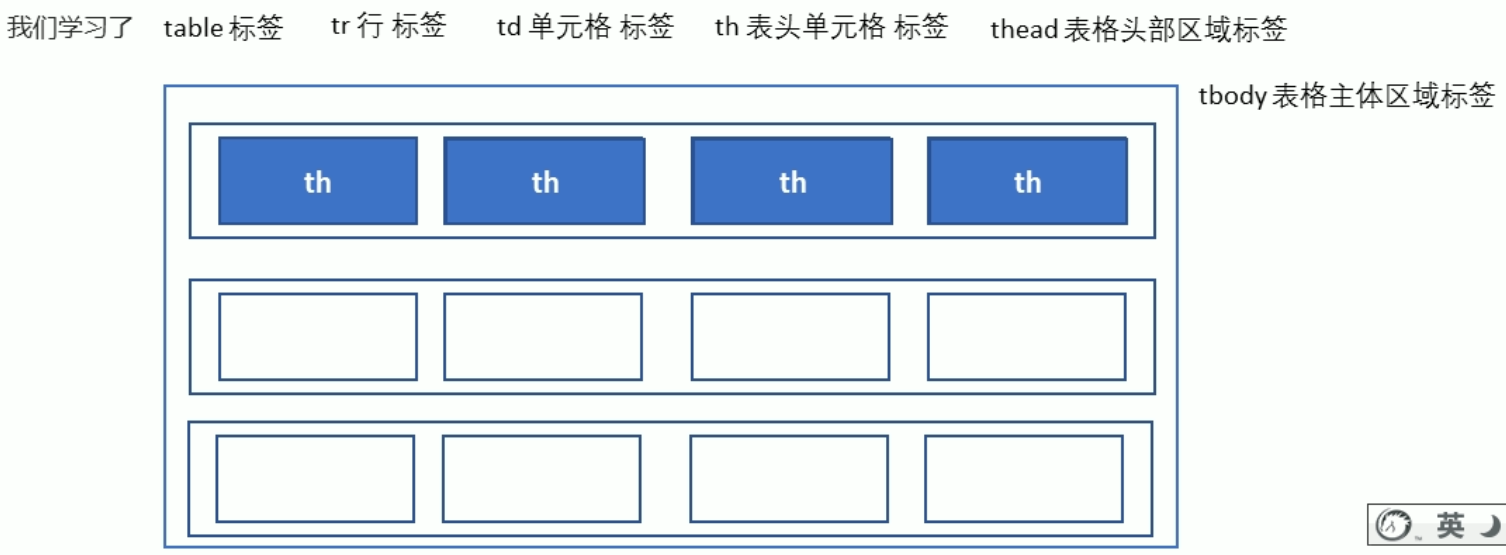 我们学习了 table 标签 tr 行 标签 td 单元格 标签 th 表头单元格 标签 thead 表格头部区域标签
tbody 表格主体区域标签
th th th th
英